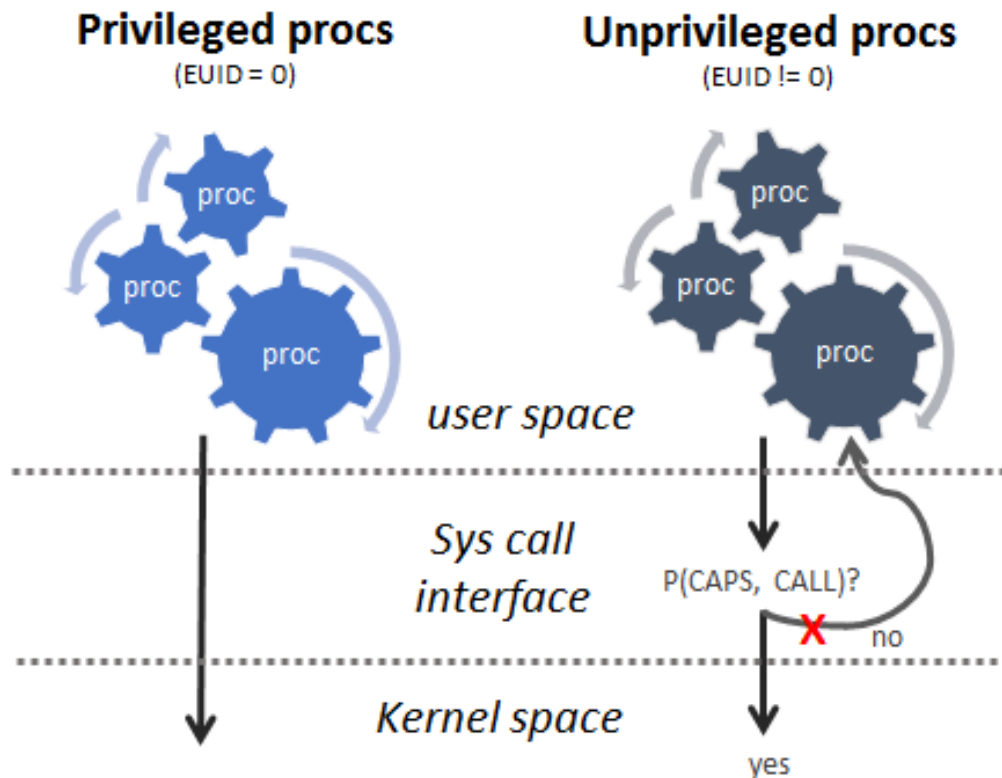 Privileged procs
(EUID = 0)
Unprivileged procs
(EUID != 0)
proc
proc
proc
proc
proc
proc
user space
Sys call
interface
P(CAPS, CALL)?
X
no
Kernel space
yes